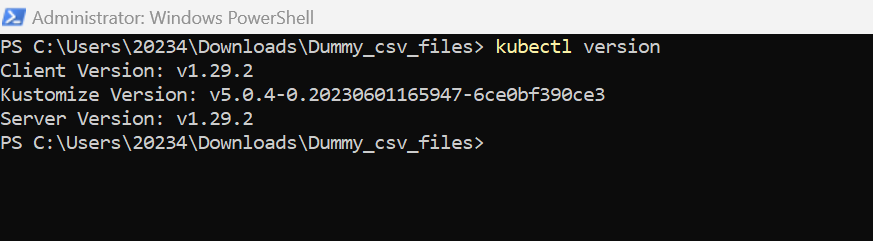 Administrator: Windows PowerShell
PS C:\Users\20234\Downloads\Dummy_csv_files> kubectl version
Client Version: v1.29.2
Kustomize Version: v5.0.4-0.20230601165947-6ce0bf390ce3
Server Version: v1.29.2
PS C:\Users\20234\Downloads\Dummy_csv_files>